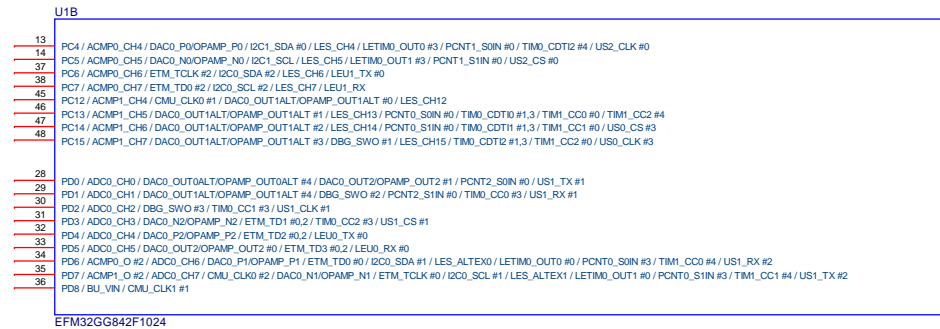 U1B
13 PC4 / ACMP0_CH4 / DAC0_P0/OPAMP_P0 / I2C1_SDA #0 / LES_CH4 / LETIM0_OUT0 #3 / PCNT1_S0IN #0 / TIM0_CDTI2 #4 / US2_CLK #0
14 PC5 / ACMP0_CH5 / DAC0_N0/OPAMP_N0 / I2C1_SCL / LES_CH5 / LETIM0_OUT1 #3 / PCNT1_S1IN #0 / US2_CS #0
37 PC6 / ACMP0_CH6 / ETM_TCLK #2 / I2C0_SDA #2 / LES_CH6 / LEU1_TX #0
38 PC7 / ACMP0_CH7 / ETM_TD0 #2 / I2C0_SCL #2 / LES_CH7 / LEU1_RX
45 PC12 / ACMP1_CH4 / CMU_CLK0 #1 / DAC0_OUT1ALT/OPAMP_OUT1ALT #0 / LES_CH12
46 PC13 / ACMP1_CH5 / DAC0_OUT1ALT/OPAMP_OUT1ALT #1 / LES_CH13 / PCNT0_S0IN #0 / TIM0_CDTI0 #1,3 / TIM1_CC0 #0 / TIM1_CC2 #4
47 PC14 / ACMP1_CH6 / DAC0_OUT1ALT/OPAMP_OUT1ALT #2 / LES_CH14 / PCNT0_S1IN #0 / TIM0_CDTI1 #1,3 / TIM1_CC1 #0 / US0_CS #3
48 PC15 / ACMP1_CH7 / DAC0_OUT1ALT/OPAMP_OUT1ALT #3 / DBG_SWO #1 / LES_CH15 / TIM0_CDTI2 #1,3 / TIM1_CC2 #0 / US0_CLK #3
28 PD0 / ADC0_CH0 / DAC0_OUT0ALT/OPAMP_OUT0ALT #4 / DAC0_OUT2/OPAMP_OUT2 #1 / PCNT2_S0IN #0 / US1_TX #1
29 PD1 / ADC0_CH1 / DAC0_OUT1ALT/OPAMP_OUT1ALT #4 / DBG_SWO #2 / PCNT2_S1IN #0 / TIM0_CC0 #3 / US1_RX #1
30 PD2 / ADC0_CH2 / DBG_SWO #3 / TIM0_CC1 #3 / US1_CLK #1
31 PD3 / ADC0_CH3 / DAC0_N2/OPAMP_N2 / ETM_TD1 #0,2 / TIM0_CC2 #3 / US1_CS #1
32 PD4 / ADC0_CH4 / DAC0_P2/OPAMP_P2 / ETM_TD2 #0,2 / LEU0_TX #0
33 PD5 / ADC0_CH5 / DAC0_OUT2/OPAMP_OUT2 #0 / ETM_TD3 #0,2 / LEU0_RX #0
34 PD6 / ACMP0_O #2 / ADC0_CH6 / DAC0_P1/OPAMP_P1 / ETM_TD0 #0 / I2C0_SDA #1 / LES_ALTEX0 / LETIM0_OUT0 #0 / PCNT0_S0IN #3 / TIM1_CC0 #4 / US1_RX #2
35 PD7 / ACMP1_O #2 / ADC0_CH7 / CMU_CLK0 #2 / DAC0_N1/OPAMP_N1 / ETM_TCLK #0 / I2C0_SCL #1 / LES_ALTEX1 / LETIM0_OUT1 #0 / PCNT0_S1IN #3 / TIM1_CC1 #4 / US1_TX #2
36 PD8 / BU_VIN / CMU_CLK1 #1
EFM32GG842F1024